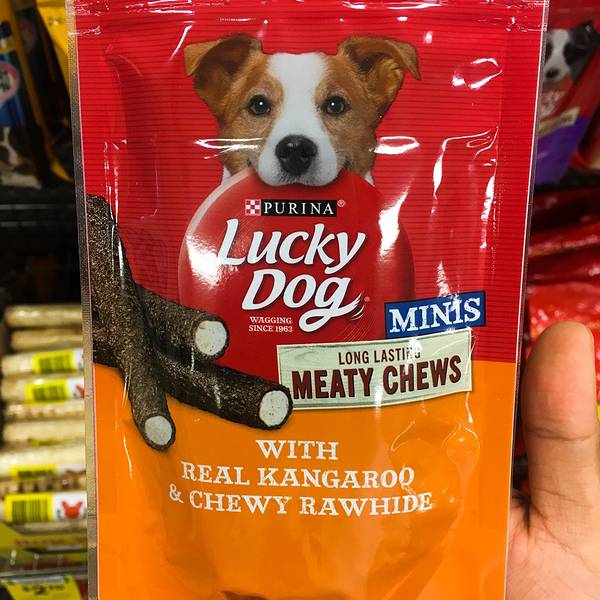 PURINA®
Lucky
Dog®
WAGGING
SINCE 1963
MINIS
LONG LASTING
MEATY CHEWS
WITH
REAL KANGAROO
& CHEWY RAWHIDE